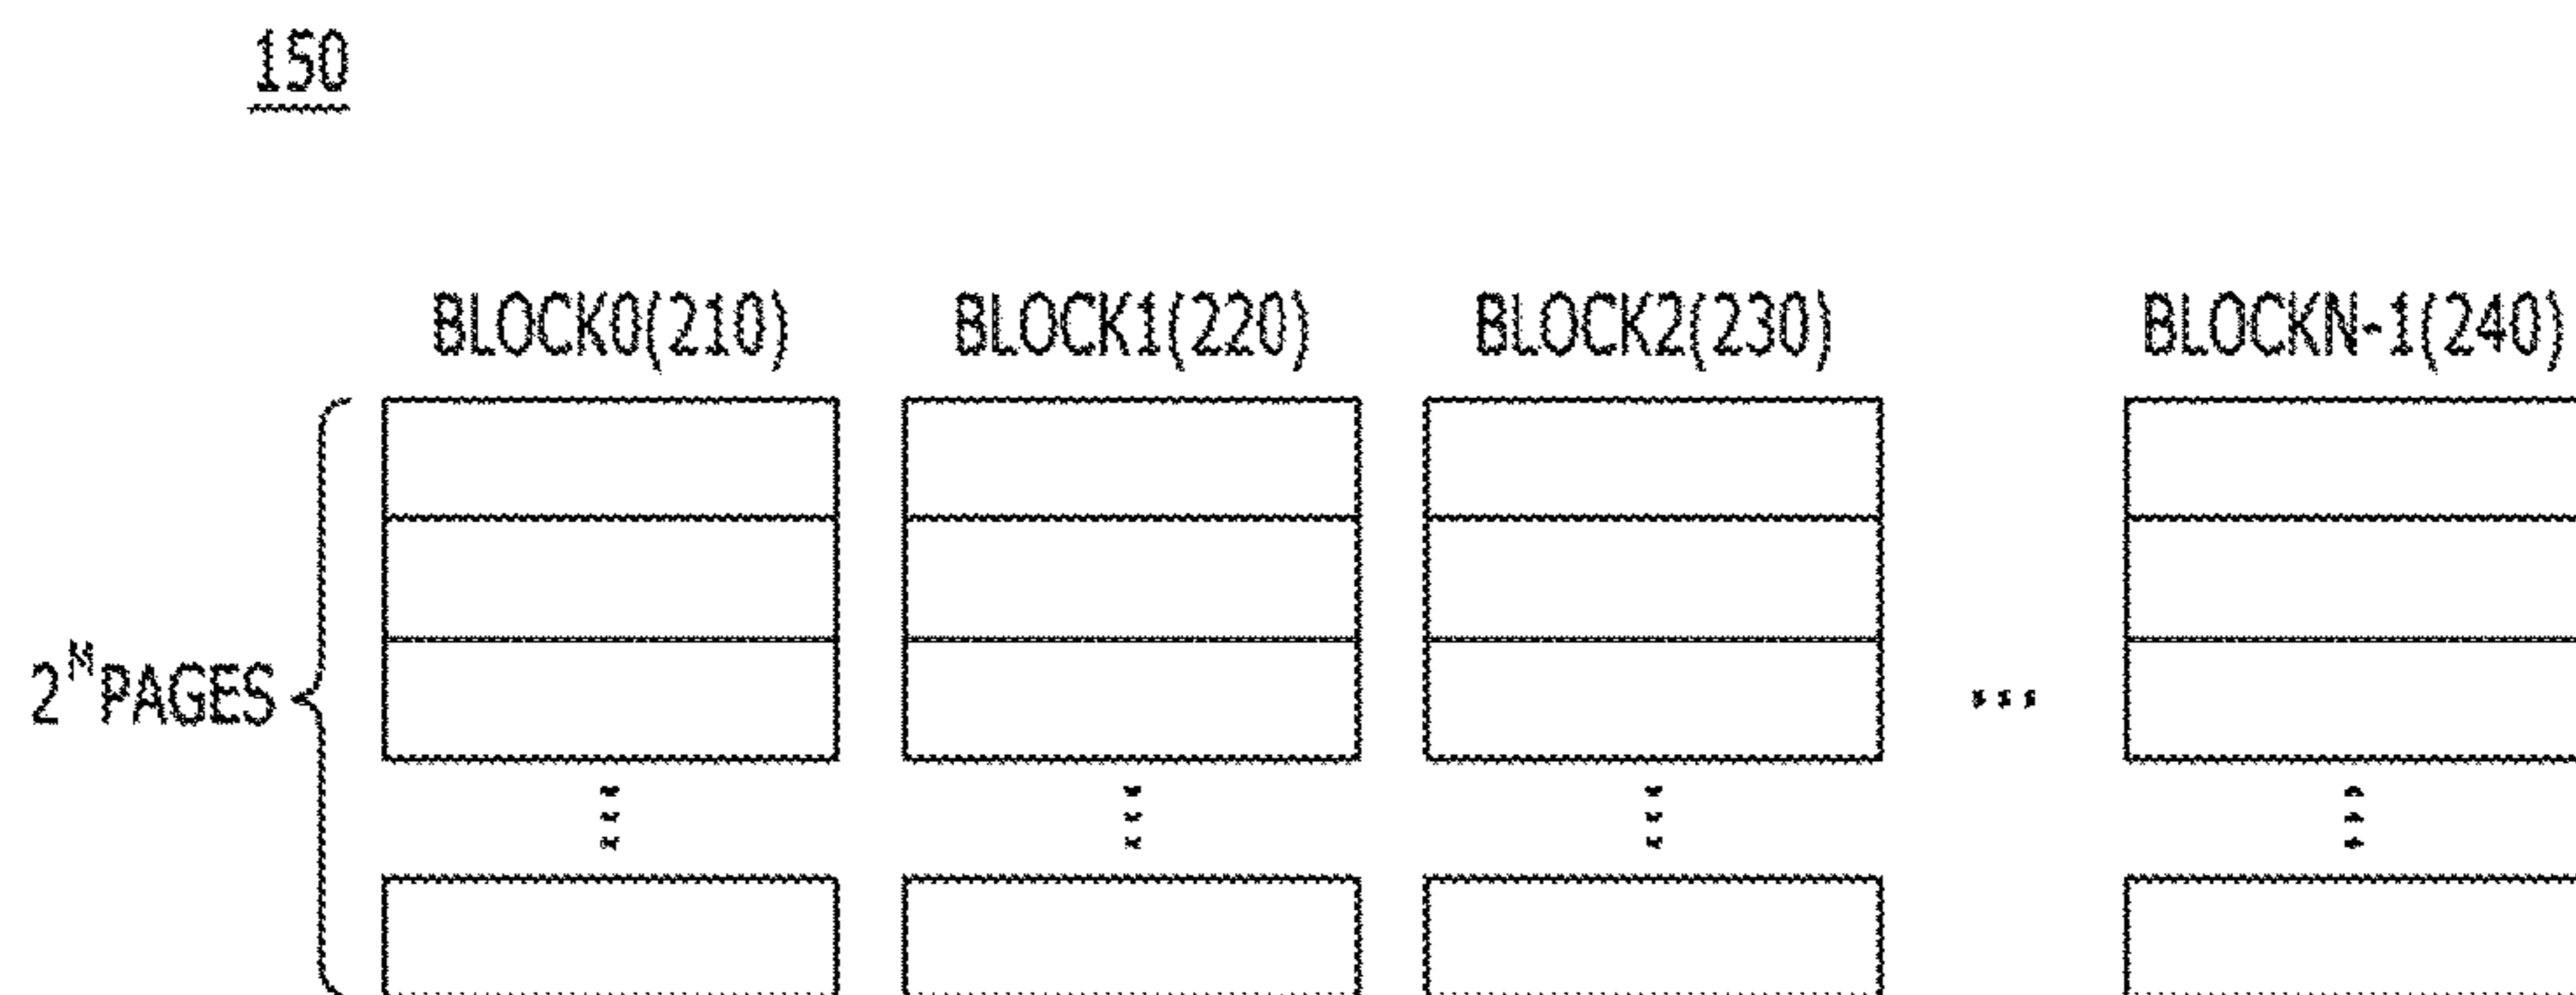 150
BLOCK0(210) BLOCK1(220) BLOCK2(230) BLOCKN-1(240)
2^M PAGES
...